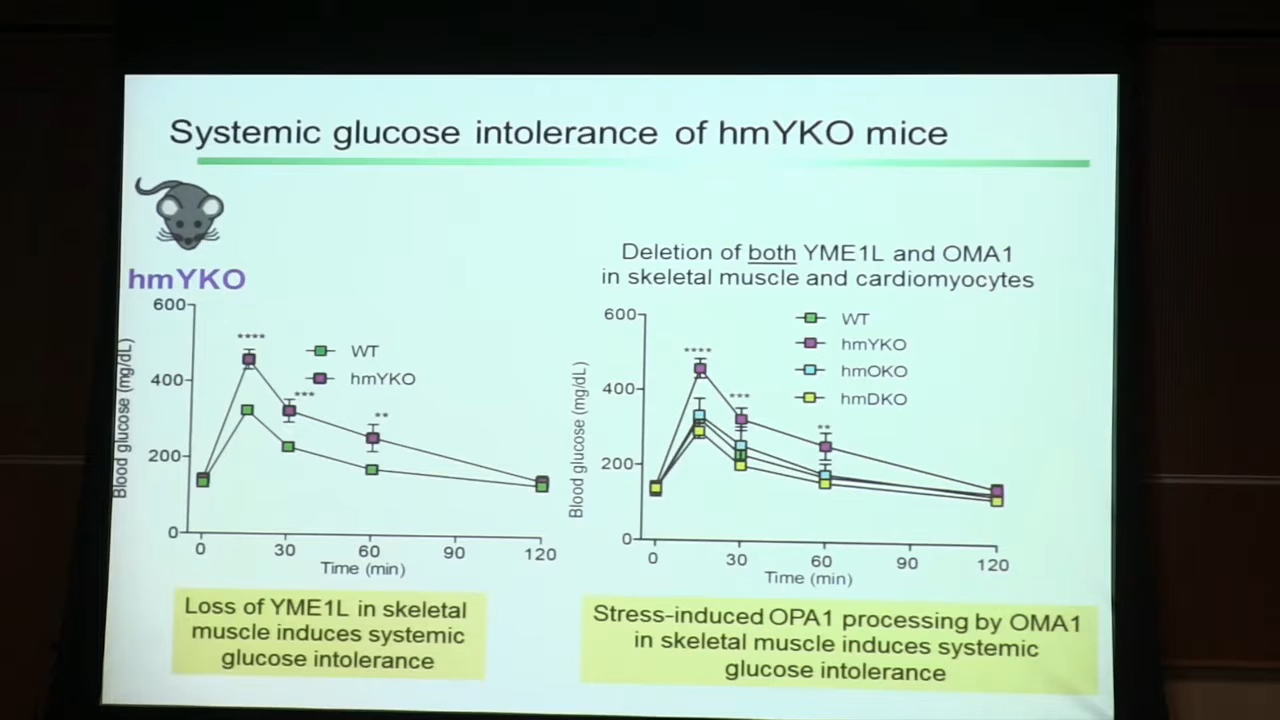 Systemic glucose intolerance of hmYKO mice
hmYKO
600
400
200
0
Blood glucose (mg/dL)
****
***
**
WT
hmYKO
0 30 60 90 120
Time (min)
Loss of YME1L in skeletal
muscle induces systemic
glucose intolerance
Deletion of both YME1L and OMA1
in skeletal muscle and cardiomyocytes
600
400
200
0
Blood glucose (mg/dL)
****
***
**
WT
hmYKO
hmOKO
hmDKO
0 30 60 90 120
Time (min)
Stress-induced OPA1 processing by OMA1
in skeletal muscle induces systemic
glucose intolerance